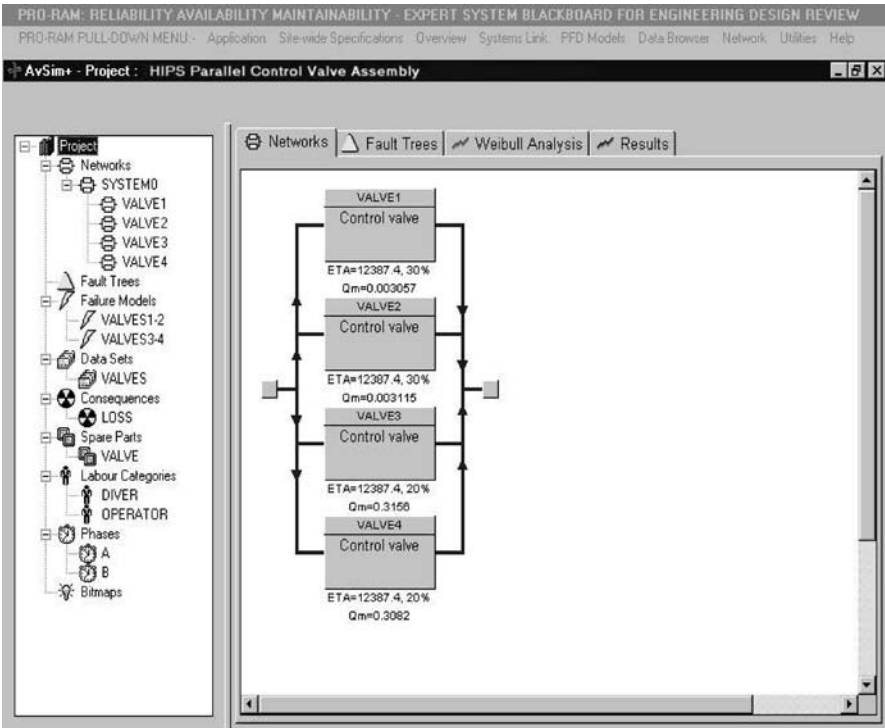 PRO-RAM: RELIABILITY AVAILABILITY MAINTAINABILITY - EXPERT SYSTEM BLACKBOARD FOR ENGINEERING DESIGN REVIEW
PRO-RAM PULL-DOWN MENU:- Application Site-wide Specifications Overview Systems Link PFD Models Data Browser Network Utilities Help
AvSim+ - Project : HIPS Parallel Control Valve Assembly
Project
Networks
SYSTEM0
VALVE1
VALVE2
VALVE3
VALVE4
Fault Trees
Failure Models
VALVES1-2
VALVES3-4
Data Sets
VALVES
Consequences
LOSS
Spare Parts
VALVE
Labour Categories
DIVER
OPERATOR
Phases
A
B
Bitmaps
Networks Fault Trees Weibull Analysis Results
VALVE1
Control valve
ETA=12387.4, 30%
Qm=0.003057
VALVE2
Control valve
ETA=12387.4, 30%
Qm=0.003115
VALVE3
Control valve
ETA=12387.4, 20%
Qm=0.3156
VALVE4
Control valve
ETA=12387.4, 20%
Qm=0.3082